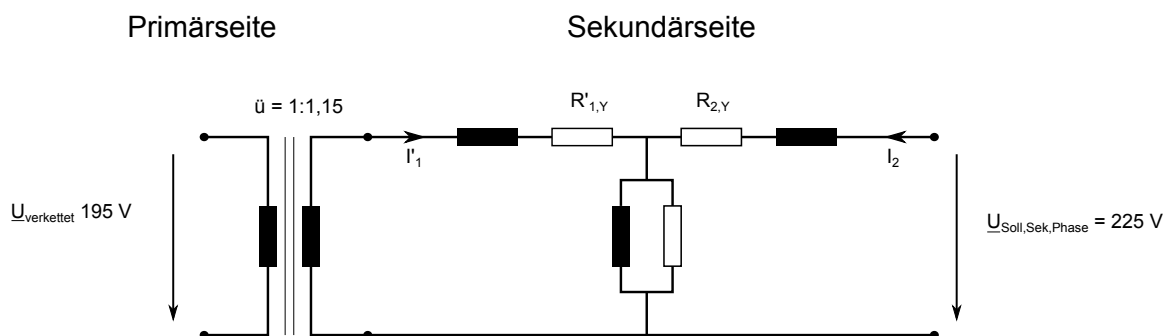 Primärseite
Sekundärseite
ü = 1:1,15
R'1,Y
R2,Y
I'1
I2
Uverkettet 195 V
USoll,Sek,Phase = 225 V